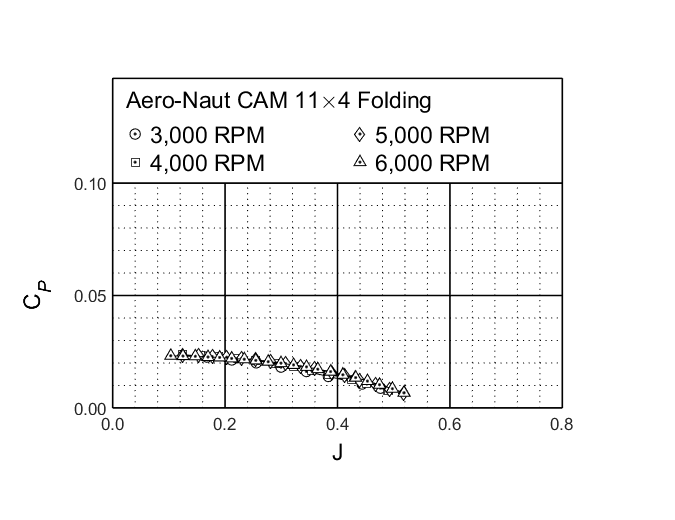 Aero-Naut CAM 11×4 Folding
3,000 RPM 5,000 RPM
4,000 RPM 6,000 RPM
0.10
0.05
0.00
C_P
0.0 0.2 0.4 0.6 0.8
J